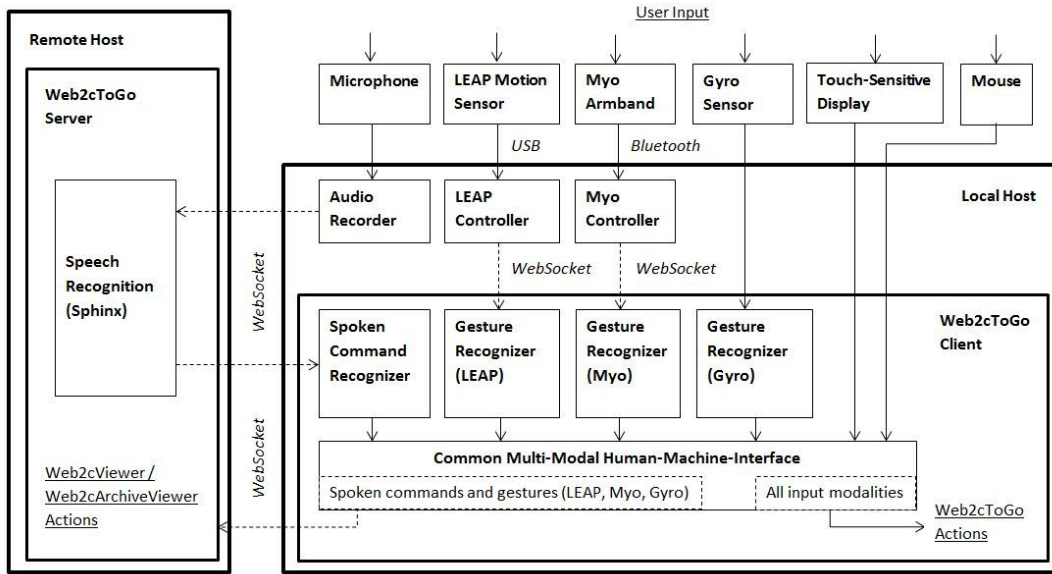 User Input
Remote Host
Web2cToGo
Server
Speech
Recognition
(Sphinx)
Web2cViewer /
Web2cArchiveViewer
Actions
WebSocket
WebSocket
Microphone
LEAP Motion
Sensor
Myo
Armband
Gyro
Sensor
Touch-Sensitive
Display
Mouse
USB
Bluetooth
Local Host
Audio
Recorder
LEAP
Controller
Myo
Controller
WebSocket
WebSocket
Web2cToGo
Client
Spoken
Command
Recognizer
Gesture
Recognizer
(LEAP)
Gesture
Recognizer
(Myo)
Gesture
Recognizer
(Gyro)
Common Multi-Modal Human-Machine-Interface
Spoken commands and gestures (LEAP, Myo, Gyro)
All input modalities
Web2cToGo
Actions